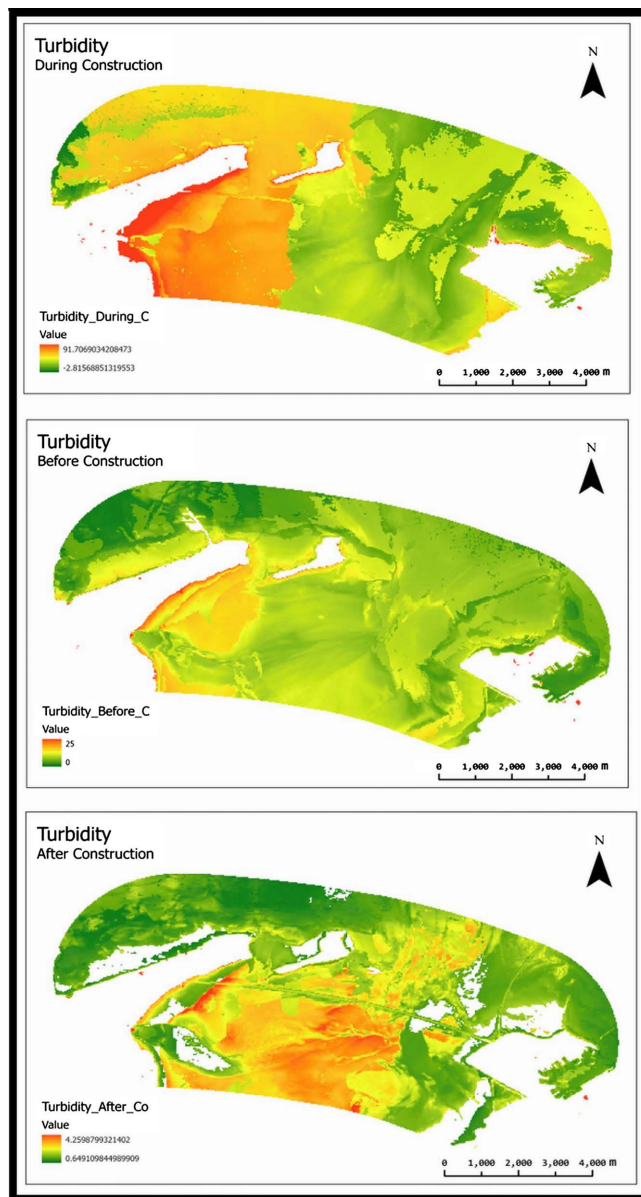 Turbidity
During Construction
N
Turbidity_During_C
Value
91.7069034208473
-2.81568851319553
0 1,000 2,000 3,000 4,000 m
Turbidity
Before Construction
N
Turbidity_Before_C
Value
25
0
0 1,000 2,000 3,000 4,000 m
Turbidity
After Construction
N
Turbidity_After_Co
Value
4.2598799321402
0.649109844989909
0 1,000 2,000 3,000 4,000 m